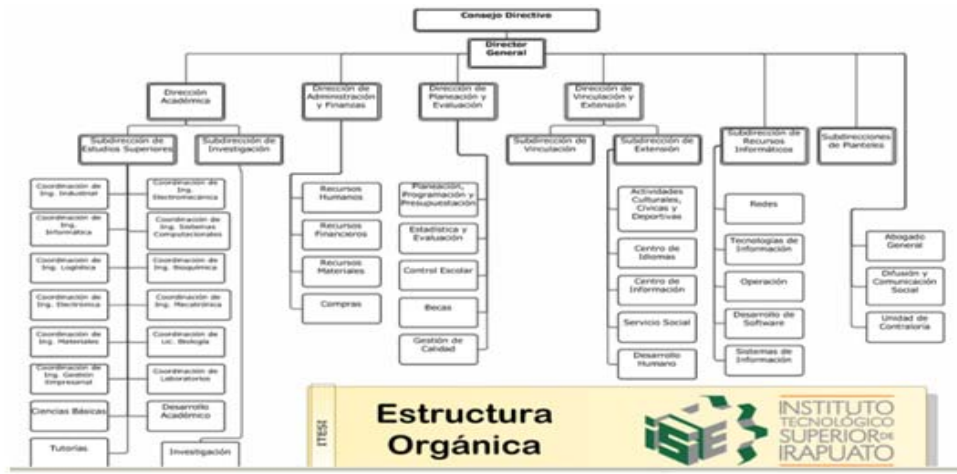 Consejo Directivo
Director
General
Dirección
Académica
Dirección de
Administración
y Finanzas
Dirección de
Planeación y
Evaluación
Dirección de
Vinculación y
Extensión
Subdirección de
Estudios Superiores
Subdirección de
Investigación
Subdirección de
Vinculación
Subdirección de
Extensión
Subdirección de
Recursos
Informáticos
Subdirecciones
de Planteles
Coordinación de
Ing. Industrial
Coordinación de
Ing.
Electromecánica
Coordinación de
Ing.
Informática
Coordinación de
Ing. Sistemas
Computacionales
Coordinación de
Ing. Logística
Coordinación de
Ing. Bioquímica
Coordinación de
Ing. Electrónica
Coordinación de
Ing. Mecatrónica
Coordinación de
Ing. Materiales
Coordinación de
Lic. Biología
Coordinación de
Ing. Gestión
Empresarial
Coordinación de
Laboratorios
Ciencias Básicas
Desarrollo
Académico
Tutorías
Investigación
Recursos
Humanos
Recursos
Financieros
Recursos
Materiales
Compras
Planeación,
Programación y
Presupuestación
Estadística y
Evaluación
Control Escolar
Becas
Gestión de
Calidad
Actividades
Culturales,
Cívicas y
Deportivas
Centro de
Idiomas
Centro de
Información
Servicio Social
Desarrollo
Humano
Redes
Tecnologías de
Información
Operación
Desarrollo de
Software
Sistemas de
Información
Abogado
General
Difusión y
Comunicación
Social
Unidad de
Contraloría
ITESI
Estructura
Orgánica
INSTITUTO
TECNOLÓGICO
SUPERIOR DE
IRAPUATO